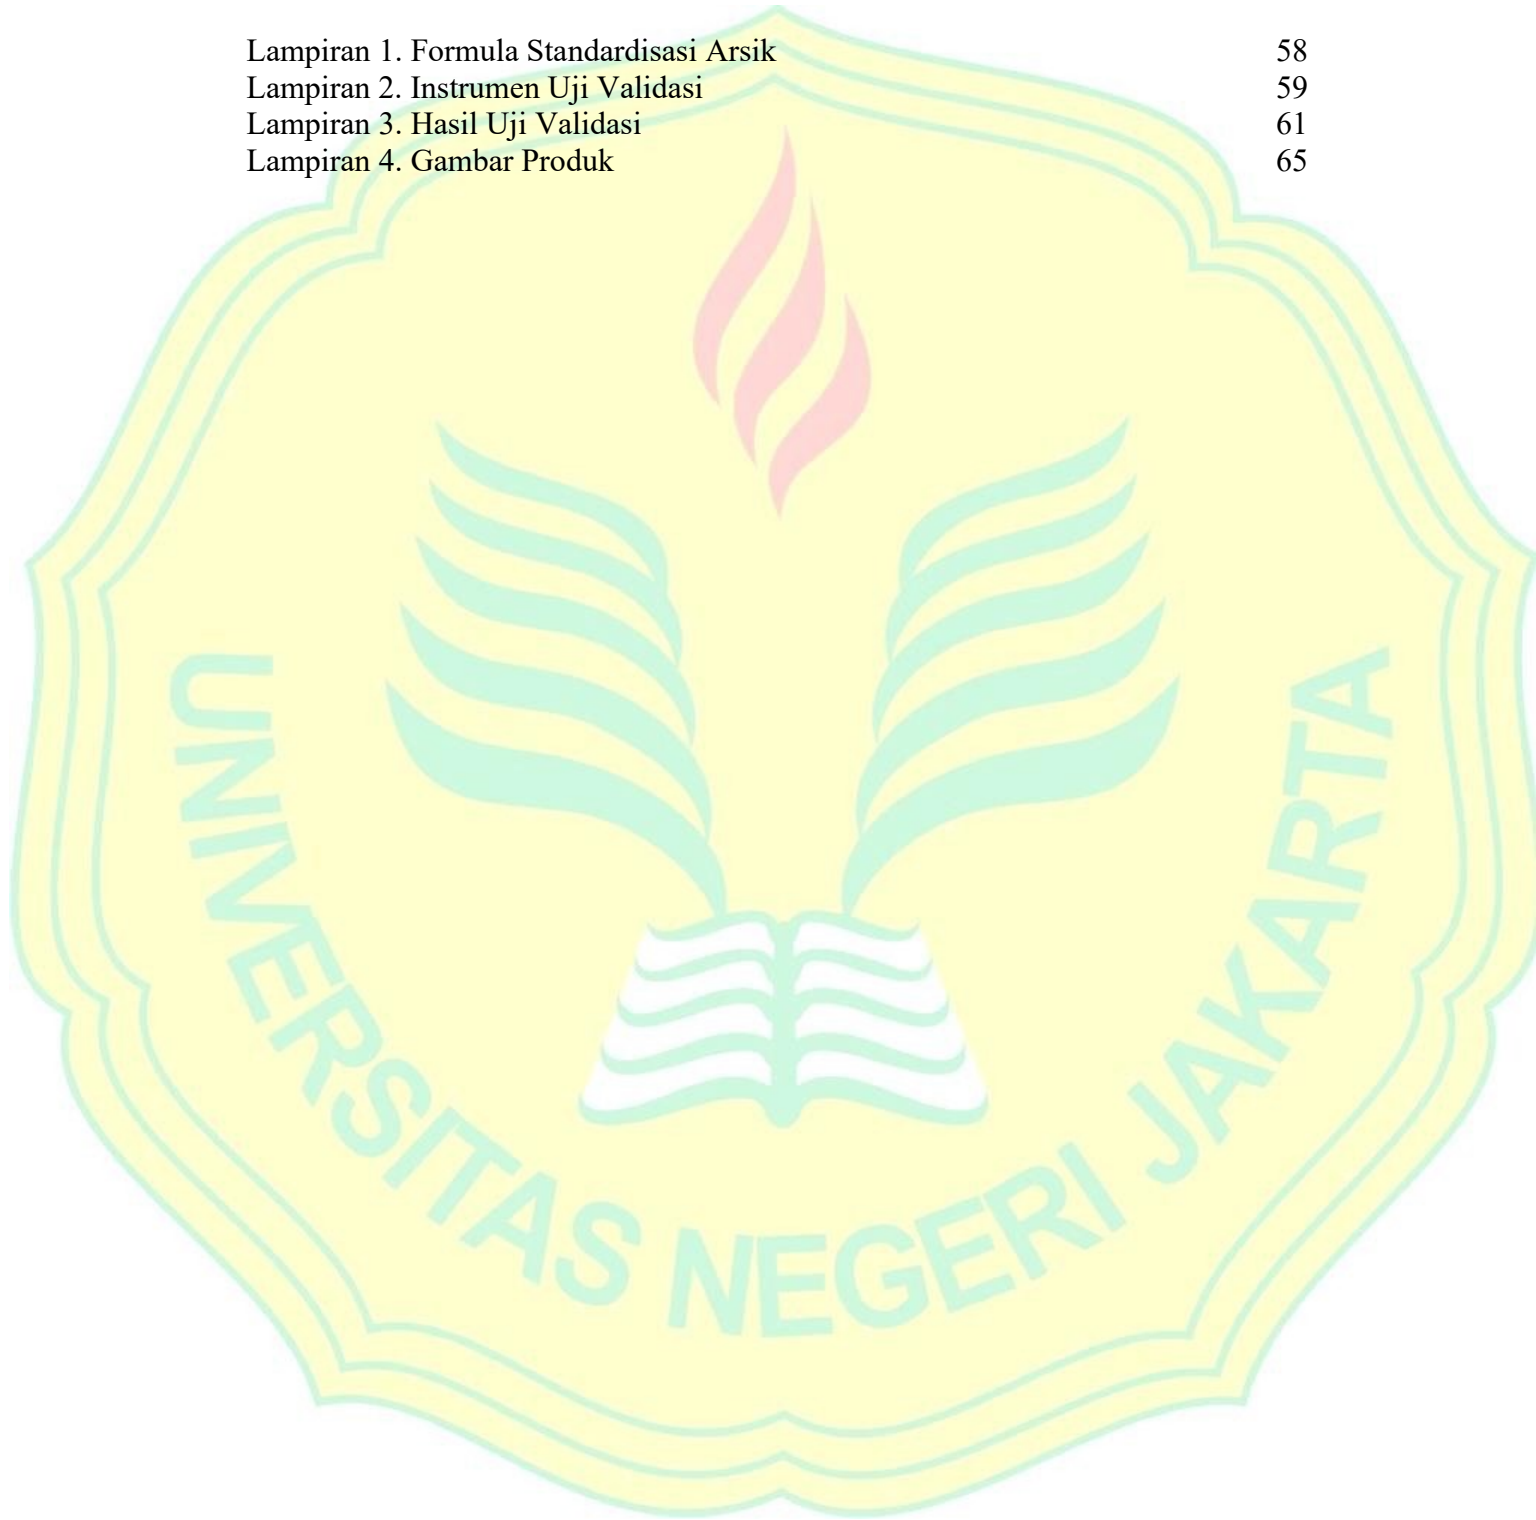 Lampiran 1. Formula Standardisasi Arsik 58
Lampiran 2. Instrumen Uji Validasi 59
Lampiran 3. Hasil Uji Validasi 61
Lampiran 4. Gambar Produk 65
UNIVERSITAS NEGERI JAKARTA